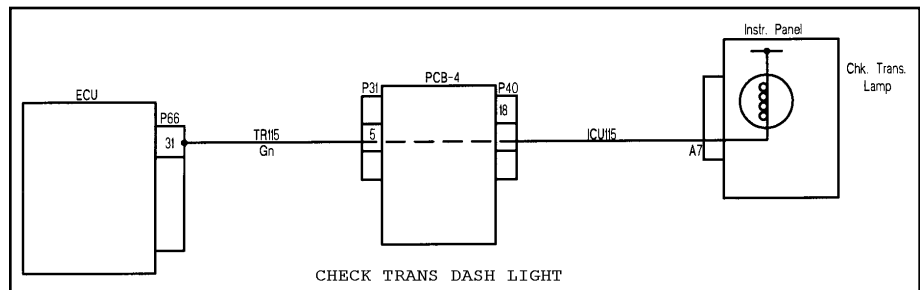 Instr. Panel
Chk. Trans.
Lamp
ECU
P66
31
TR115
Gn
P31
5
PCB-4
P40
18
ICU115
A7
CHECK TRANS DASH LIGHT